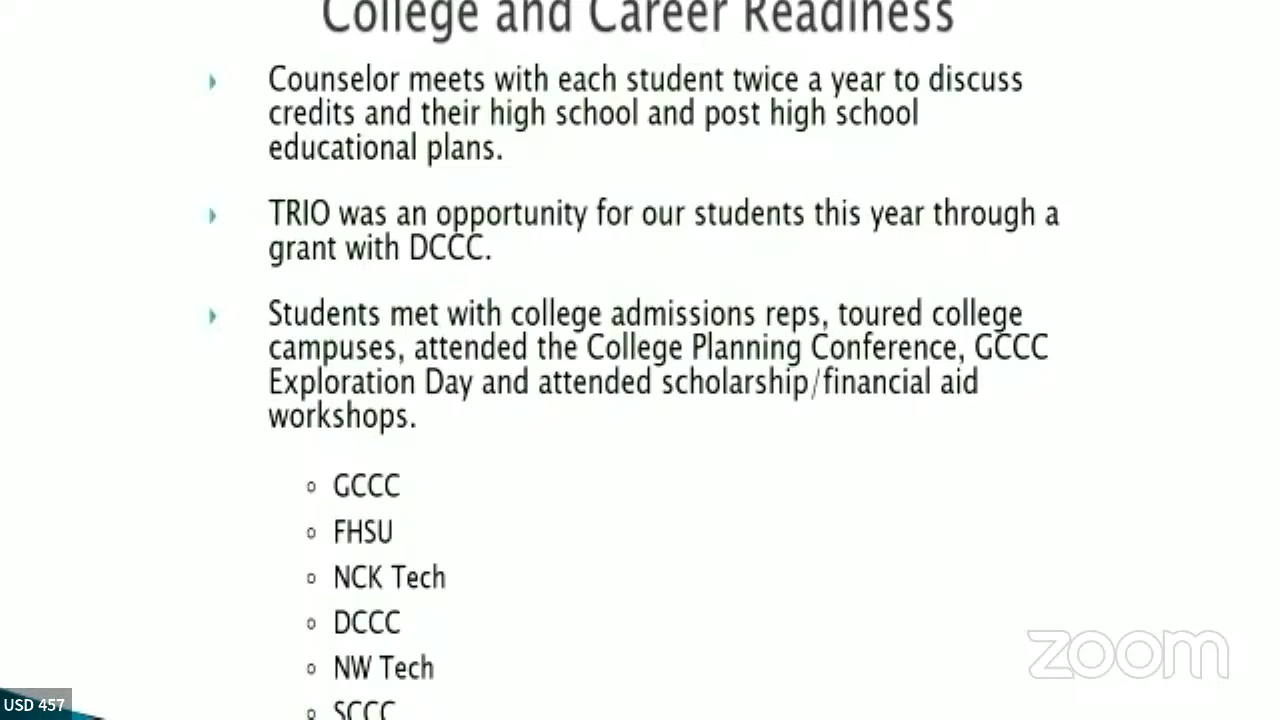 College and Career Readiness
Counselor meets with each student twice a year to discuss
credits and their high school and post high school
educational plans.
TRIO was an opportunity for our students this year through a
grant with DCCC.
Students met with college admissions reps, toured college
campuses, attended the College Planning Conference, GCCC
Exploration Day and attended scholarship/financial aid
workshops.
GCCC
FHSU
NCK Tech
DCCC
NW Tech
SCCC
zoom
USD 457